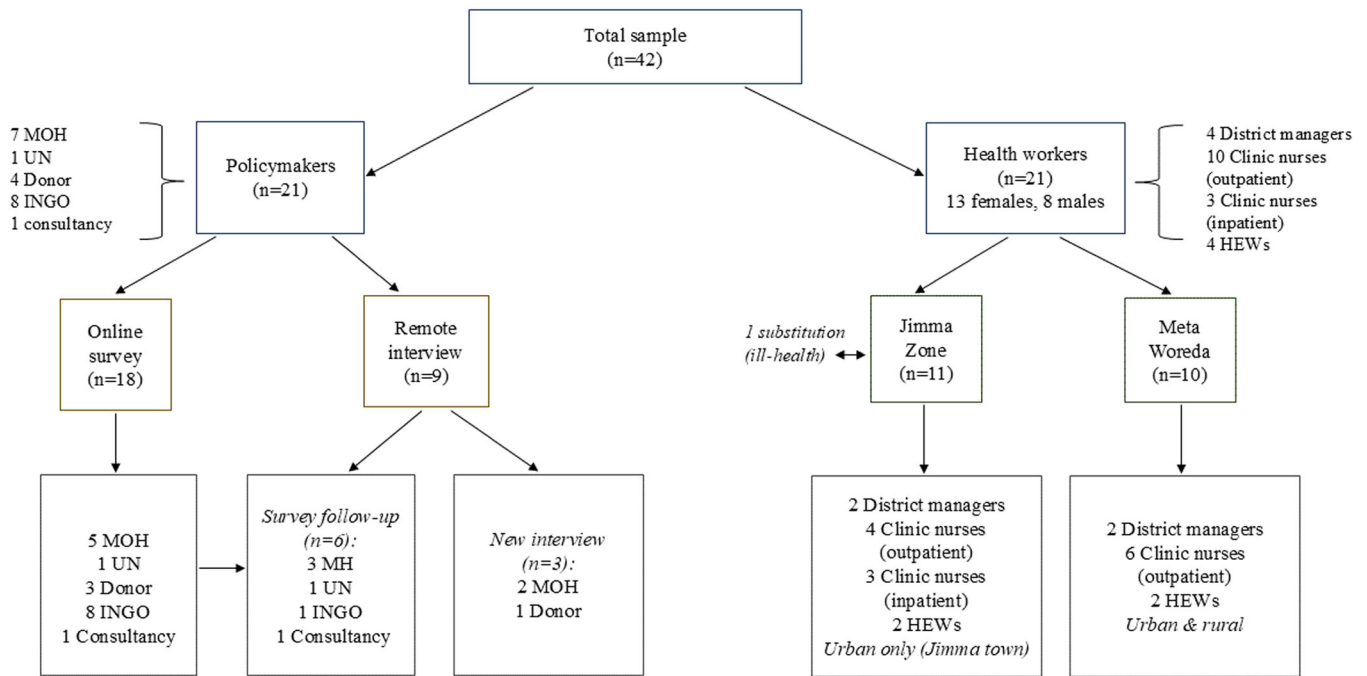 Total sample
(n=42)
7 MOH
1 UN
4 Donor
8 INGO
1 consultancy
Policymakers
(n=21)
Health workers
(n=21)
13 females, 8 males
4 District managers
10 Clinic nurses
(outpatient)
3 Clinic nurses
(inpatient)
4 HEWs
Online
survey
(n=18)
Remote
interview
(n=9)
1 substitution
(ill-health)
Jimma
Zone
(n=11)
Meta
Woreda
(n=10)
5 MOH
1 UN
3 Donor
8 INGO
1 Consultancy
Survey follow-up
(n=6):
3 MH
1 UN
1 INGO
1 Consultancy
New interview
(n=3):
2 MOH
1 Donor
2 District managers
4 Clinic nurses
(outpatient)
3 Clinic nurses
(inpatient)
2 HEWs
Urban only (Jimma town)
2 District managers
6 Clinic nurses
(outpatient)
2 HEWs
Urban & rural